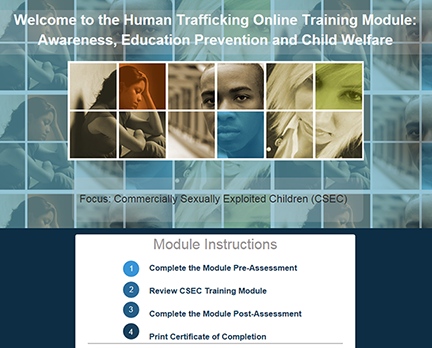 Welcome to the Human Trafficking Online Training Module:
Awareness, Education Prevention and Child Welfare
Focus: Commercially Sexually Exploited Children (CSEC)
Module Instructions
1 Complete the Module Pre-Assessment
2 Review CSEC Training Module
3 Complete the Module Post-Assessment
4 Print Certificate of Completion